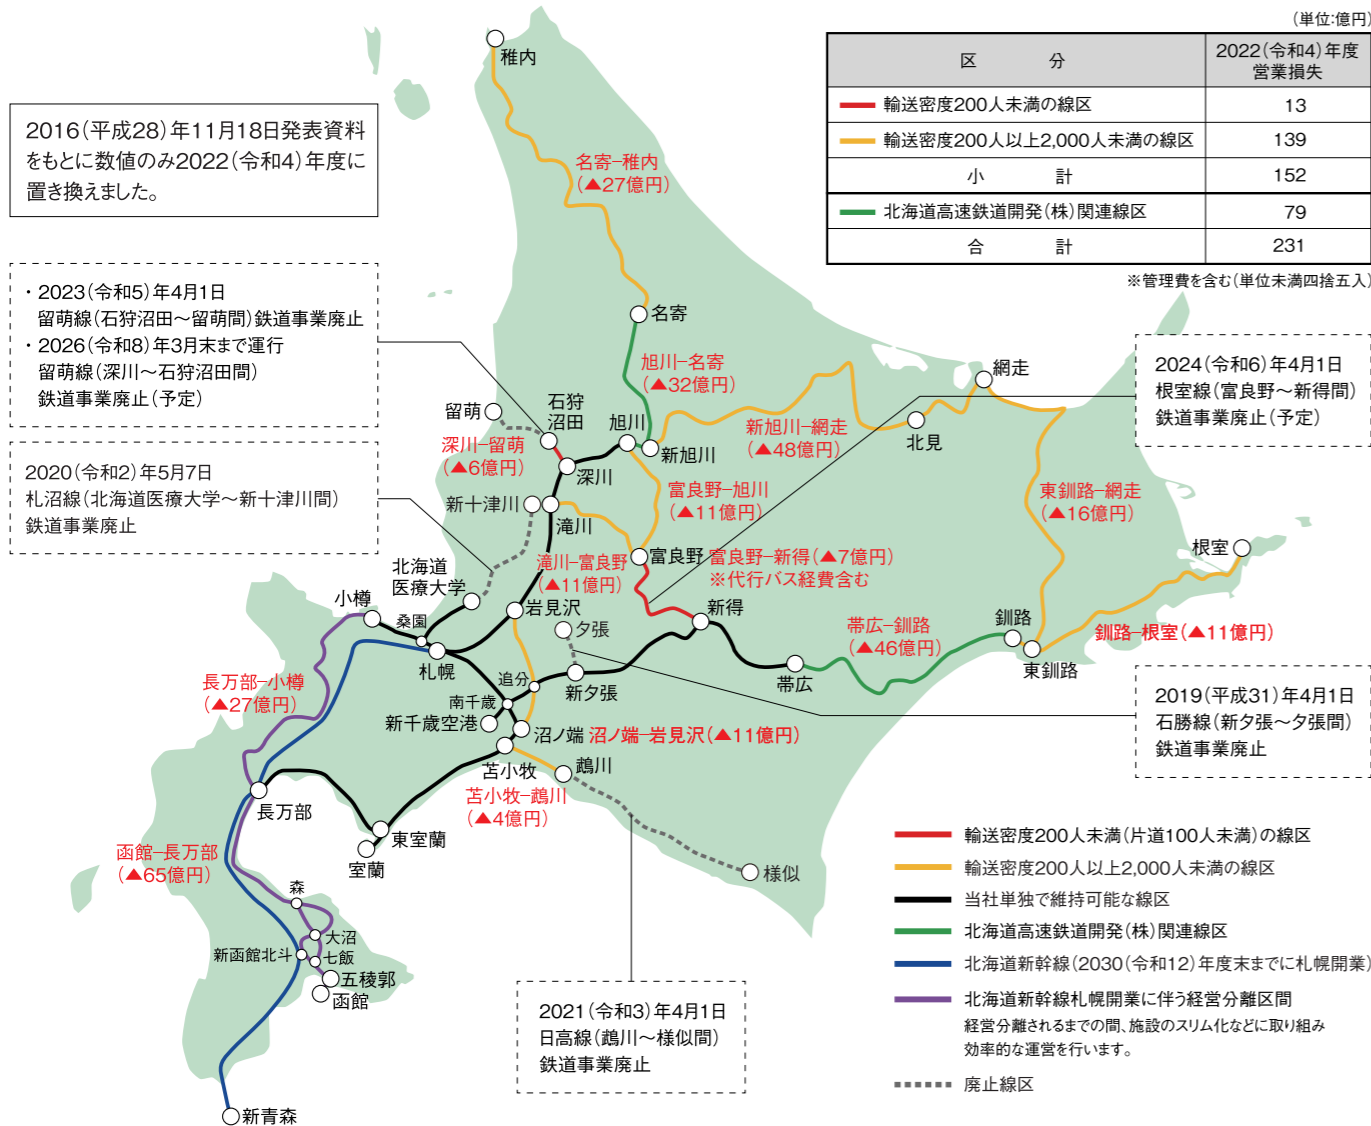 (単位:億円)
区　　分
2022(令和4)年度
営業損失
輸送密度200人未満の線区
13
輸送密度200人以上2,000人未満の線区
139
小　　計
152
北海道高速鉄道開発(株)関連線区
79
合　　計
231
※管理費を含む(単位未満四捨五入)
2016(平成28)年11月18日発表資料
をもとに数値のみ2022(令和4)年度に
置き換えました。
・2023(令和5)年4月1日
留萌線(石狩沼田〜留萌間)鉄道事業廃止
・2026(令和8)年3月末まで運行
留萌線(深川〜石狩沼田間)
鉄道事業廃止(予定)
2020(令和2)年5月7日
札沼線(北海道医療大学〜新十津川間)
鉄道事業廃止
2024(令和6)年4月1日
根室線(富良野〜新得間)
鉄道事業廃止(予定)
2019(平成31)年4月1日
石勝線(新夕張〜夕張間)
鉄道事業廃止
2021(令和3)年4月1日
日高線(鵡川〜様似間)
鉄道事業廃止
稚内
名寄–稚内
(▲27億円)
名寄
旭川–名寄
(▲32億円)
留萌
石狩
沼田
深川–留萌
(▲6億円)
旭川
新旭川
深川
新旭川–網走
(▲48億円)
北見
網走
新十津川
滝川
富良野–旭川
(▲11億円)
東釧路–網走
(▲16億円)
根室
滝川–富良野
(▲11億円)
富良野
富良野–新得(▲7億円)
※代行バス経費含む
北海道
医療大学
小樽
桑園
札幌
岩見沢
夕張
新得
帯広–釧路
(▲46億円)
釧路
東釧路
釧路–根室(▲11億円)
帯広
新夕張
追分
南千歳
新千歳空港
沼ノ端
沼ノ端–岩見沢(▲11億円)
長万部–小樽
(▲27億円)
苫小牧
鵡川
苫小牧–鵡川
(▲4億円)
長万部
東室蘭
室蘭
様似
函館–長万部
(▲65億円)
森
大沼
新函館北斗
七飯
五稜郭
函館
新青森
輸送密度200人未満(片道100人未満)の線区
輸送密度200人以上2,000人未満の線区
当社単独で維持可能な線区
北海道高速鉄道開発(株)関連線区
北海道新幹線(2030(令和12)年度末までに札幌開業)
北海道新幹線札幌開業に伴う経営分離区間
経営分離されるまでの間、施設のスリム化などに取り組み
効率的な運営を行います。
廃止線区